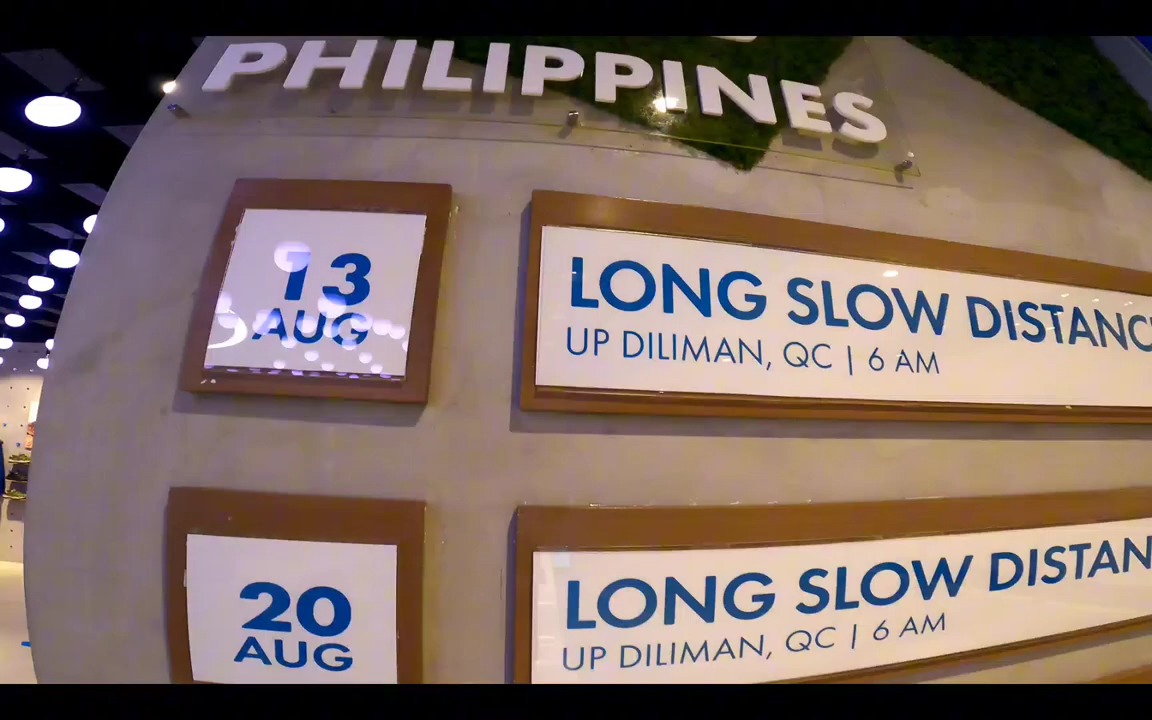 PHILIPPINES
13
AUG
LONG SLOW DISTANC
UP DILIMAN, QC | 6 AM
20
AUG
LONG SLOW DISTAN
UP DILIMAN, QC | 6 AM